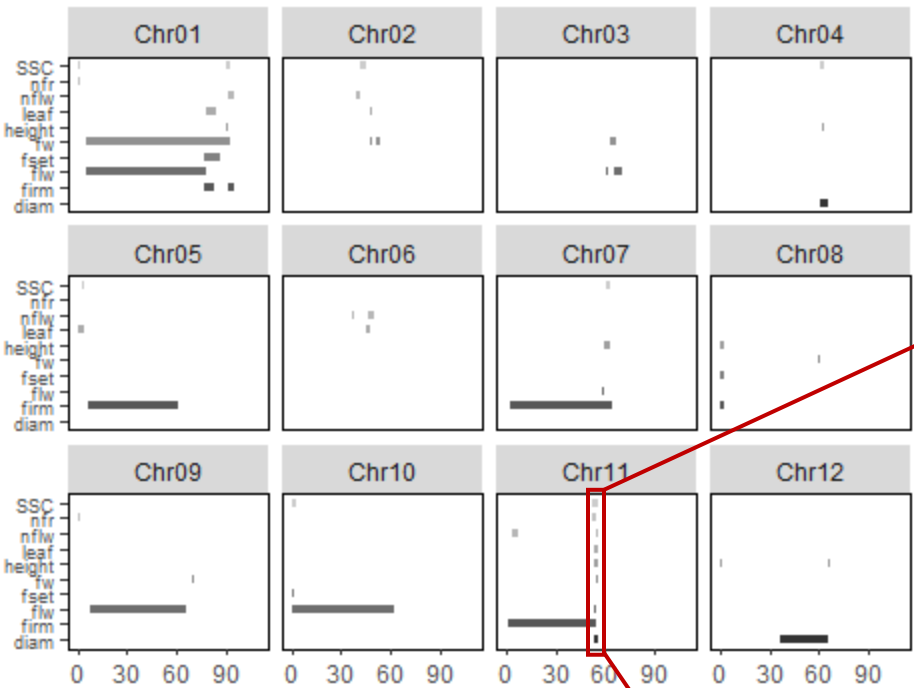 Chr01 Chr02 Chr03 Chr04
SSC
nfr
nflw
leaf
height
fw
fset
flw
firm
diam
Chr05 Chr06 Chr07 Chr08
SSC
nfr
nflw
leaf
height
fw
fset
flw
firm
diam
Chr09 Chr10 Chr11 Chr12
SSC
nfr
nflw
leaf
height
fw
fset
flw
firm
diam
0 30 60 90 0 30 60 90 0 30 60 90 0 30 60 90